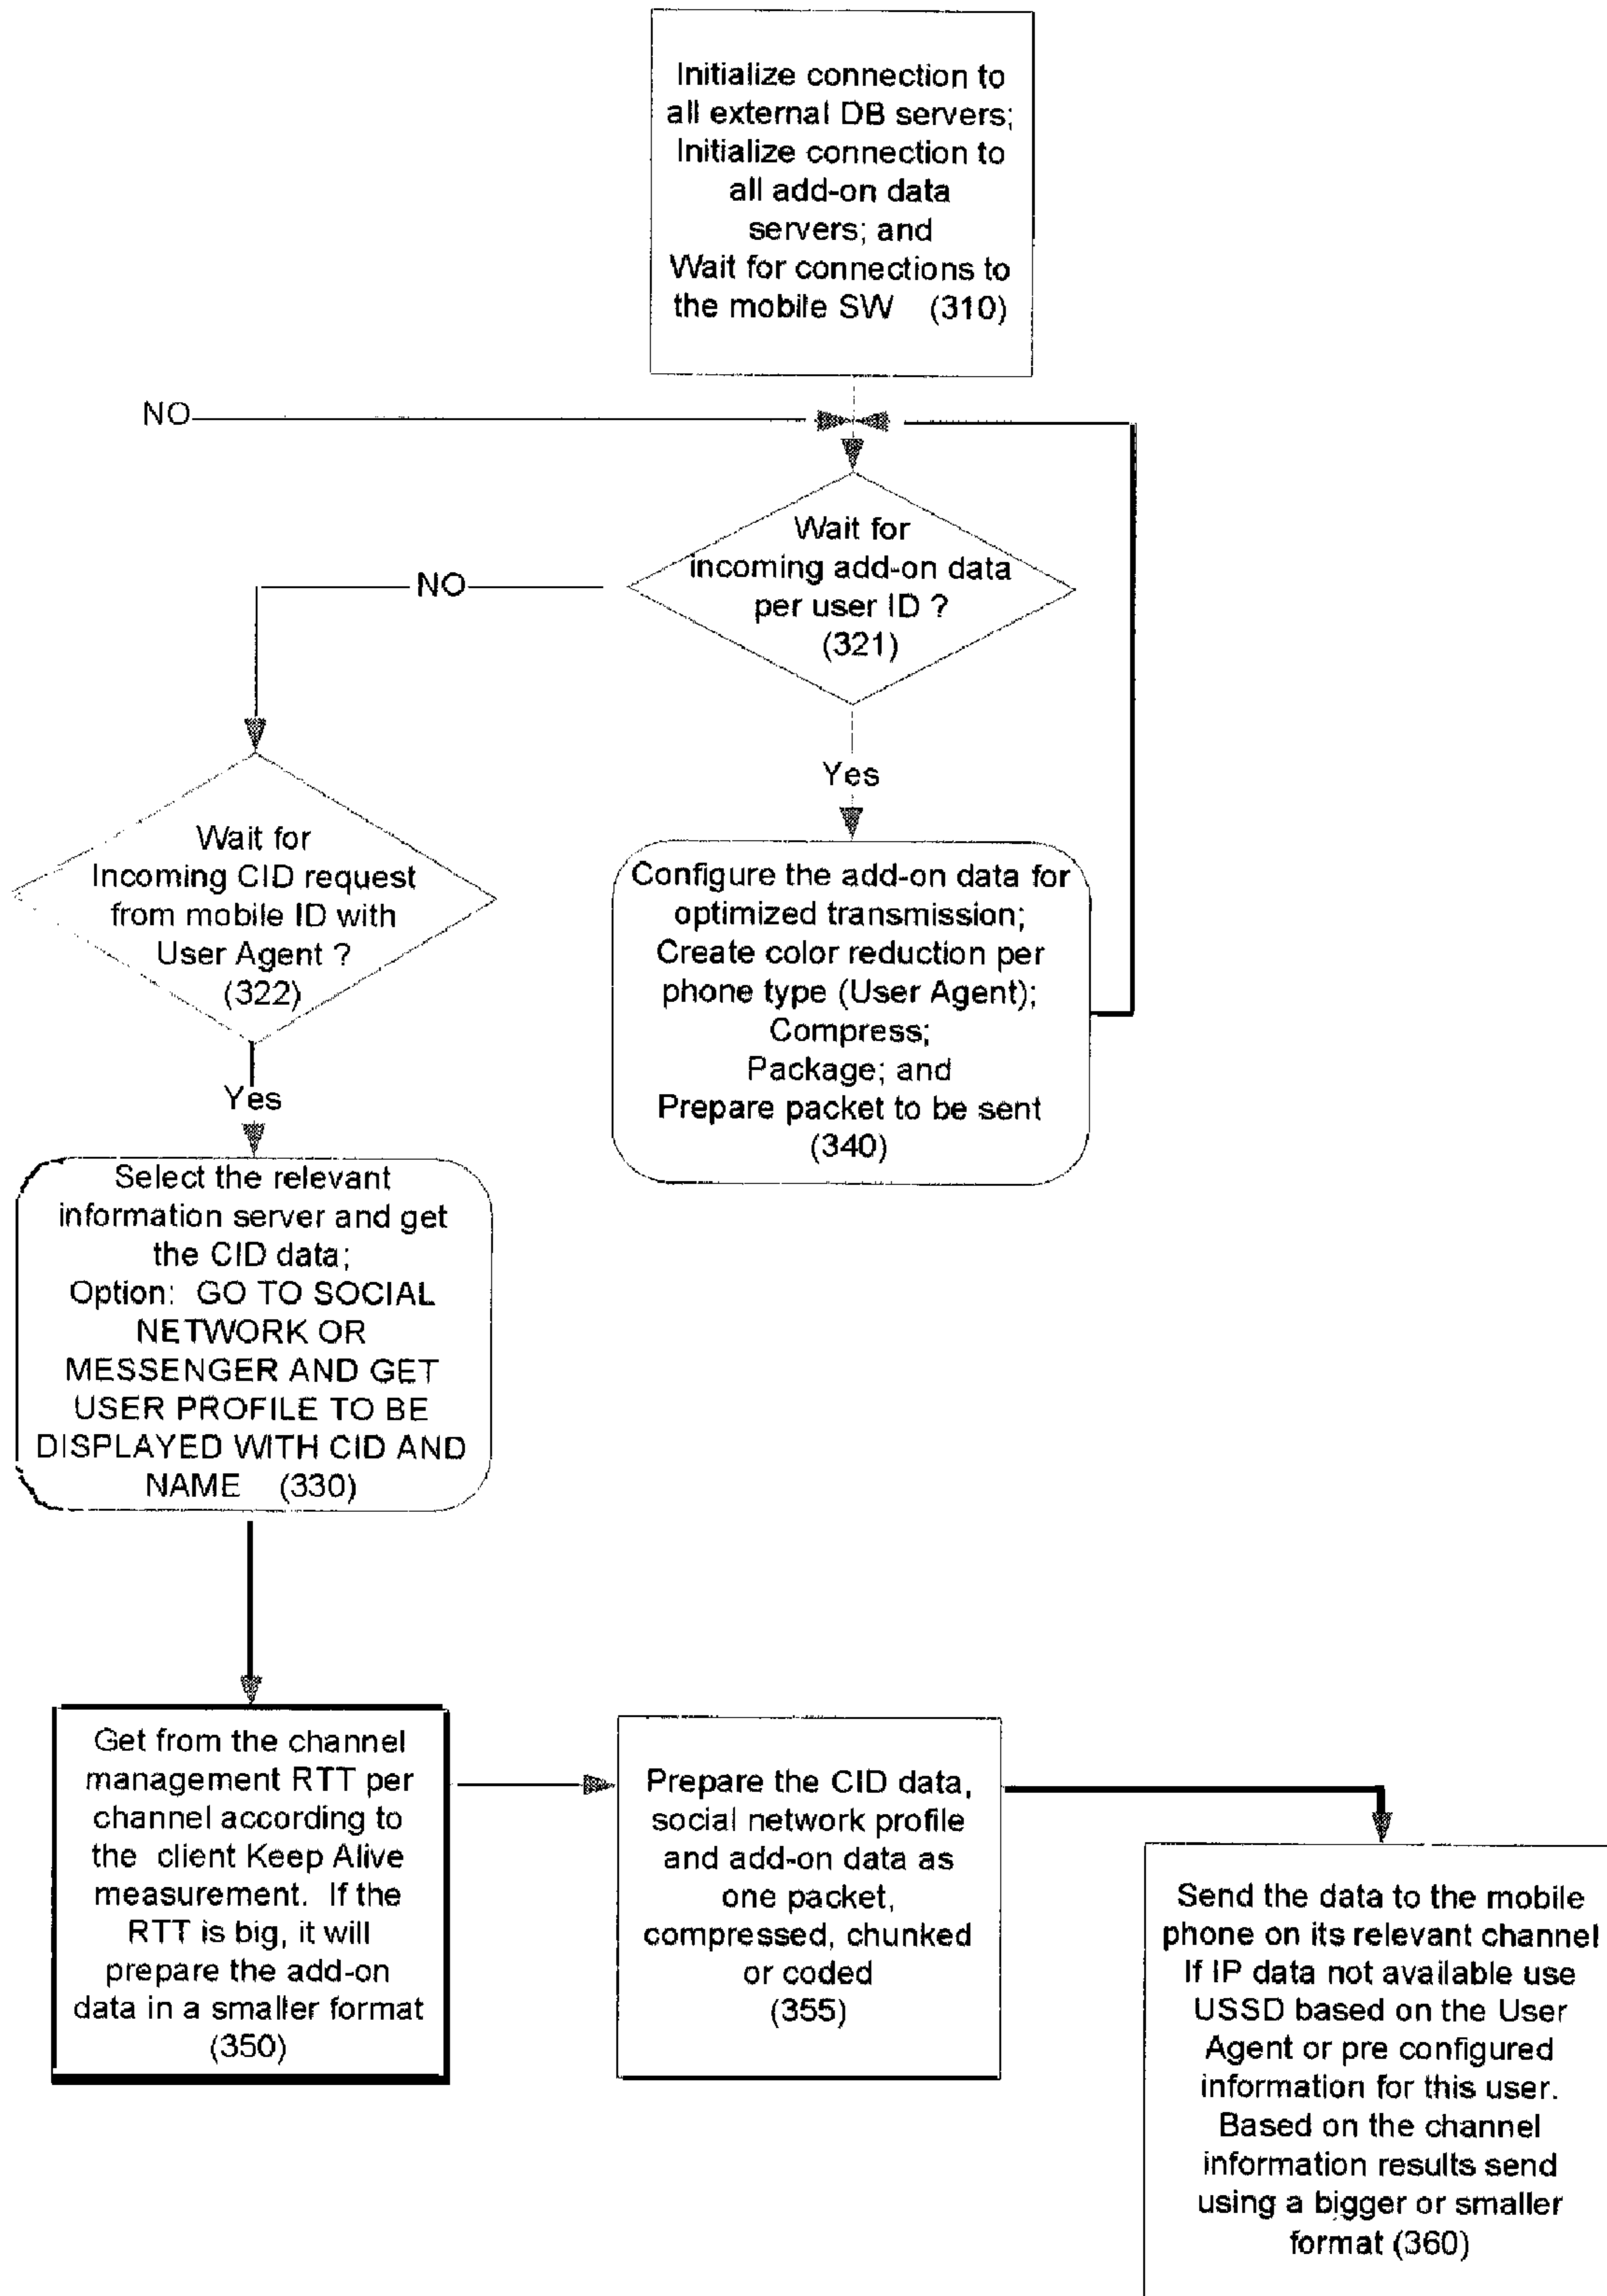 Initialize connection to
all external DB servers;
Initialize connection to
all add-on data
servers; and
Wait for connections to
the mobile SW (310)
NO
Wait for
incoming add-on data
per user ID ?
(321)
NO
Yes
Wait for
Incoming CID request
from mobile ID with
User Agent ?
(322)
Configure the add-on data for
optimized transmission;
Create color reduction per
phone type (User Agent);
Compress;
Package; and
Prepare packet to be sent
(340)
Yes
Select the relevant
information server and get
the CID data;
Option: GO TO SOCIAL
NETWORK OR
MESSENGER AND GET
USER PROFILE TO BE
DISPLAYED WITH CID AND
NAME (330)
Get from the channel
management RTT per
channel according to
the client Keep Alive
measurement. If the
RTT is big, it will
prepare the add-on
data in a smaller format
(350)
Prepare the CID data,
social network profile
and add-on data as
one packet,
compressed, chunked
or coded
(355)
Send the data to the mobile
phone on its relevant channel
If IP data not available use
USSD based on the User
Agent or pre configured
information for this user.
Based on the channel
information results send
using a bigger or smaller
format (360)